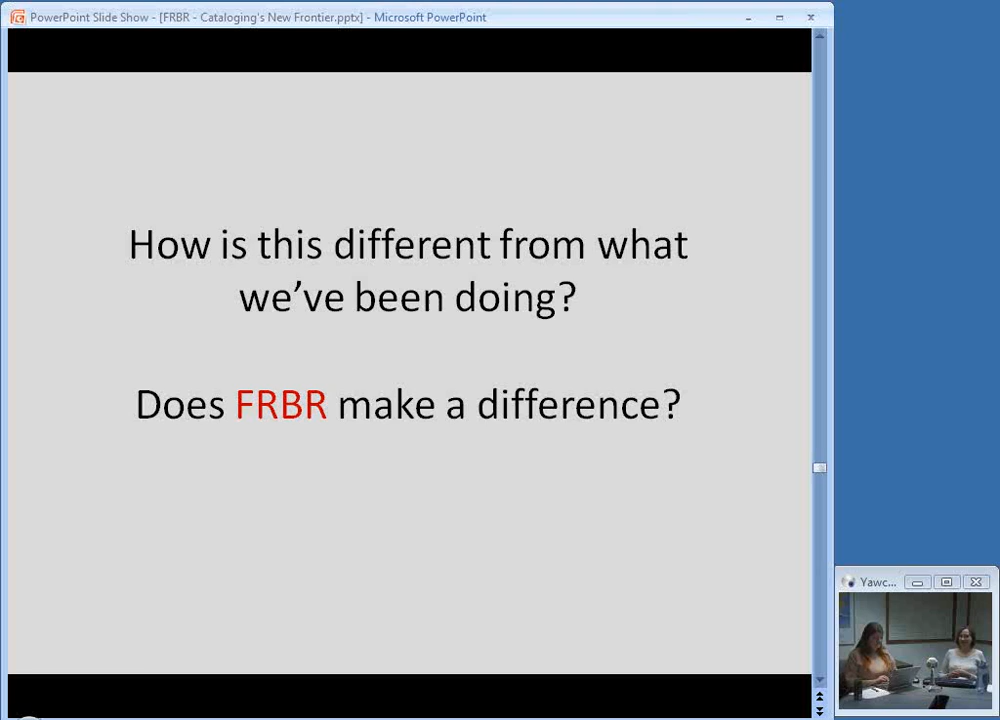 PowerPoint Slide Show - [FRBR - Cataloging's New Frontier.pptx] - Microsoft PowerPoint
How is this different from what
we've been doing?
Does FRBR make a difference?
Yawc...